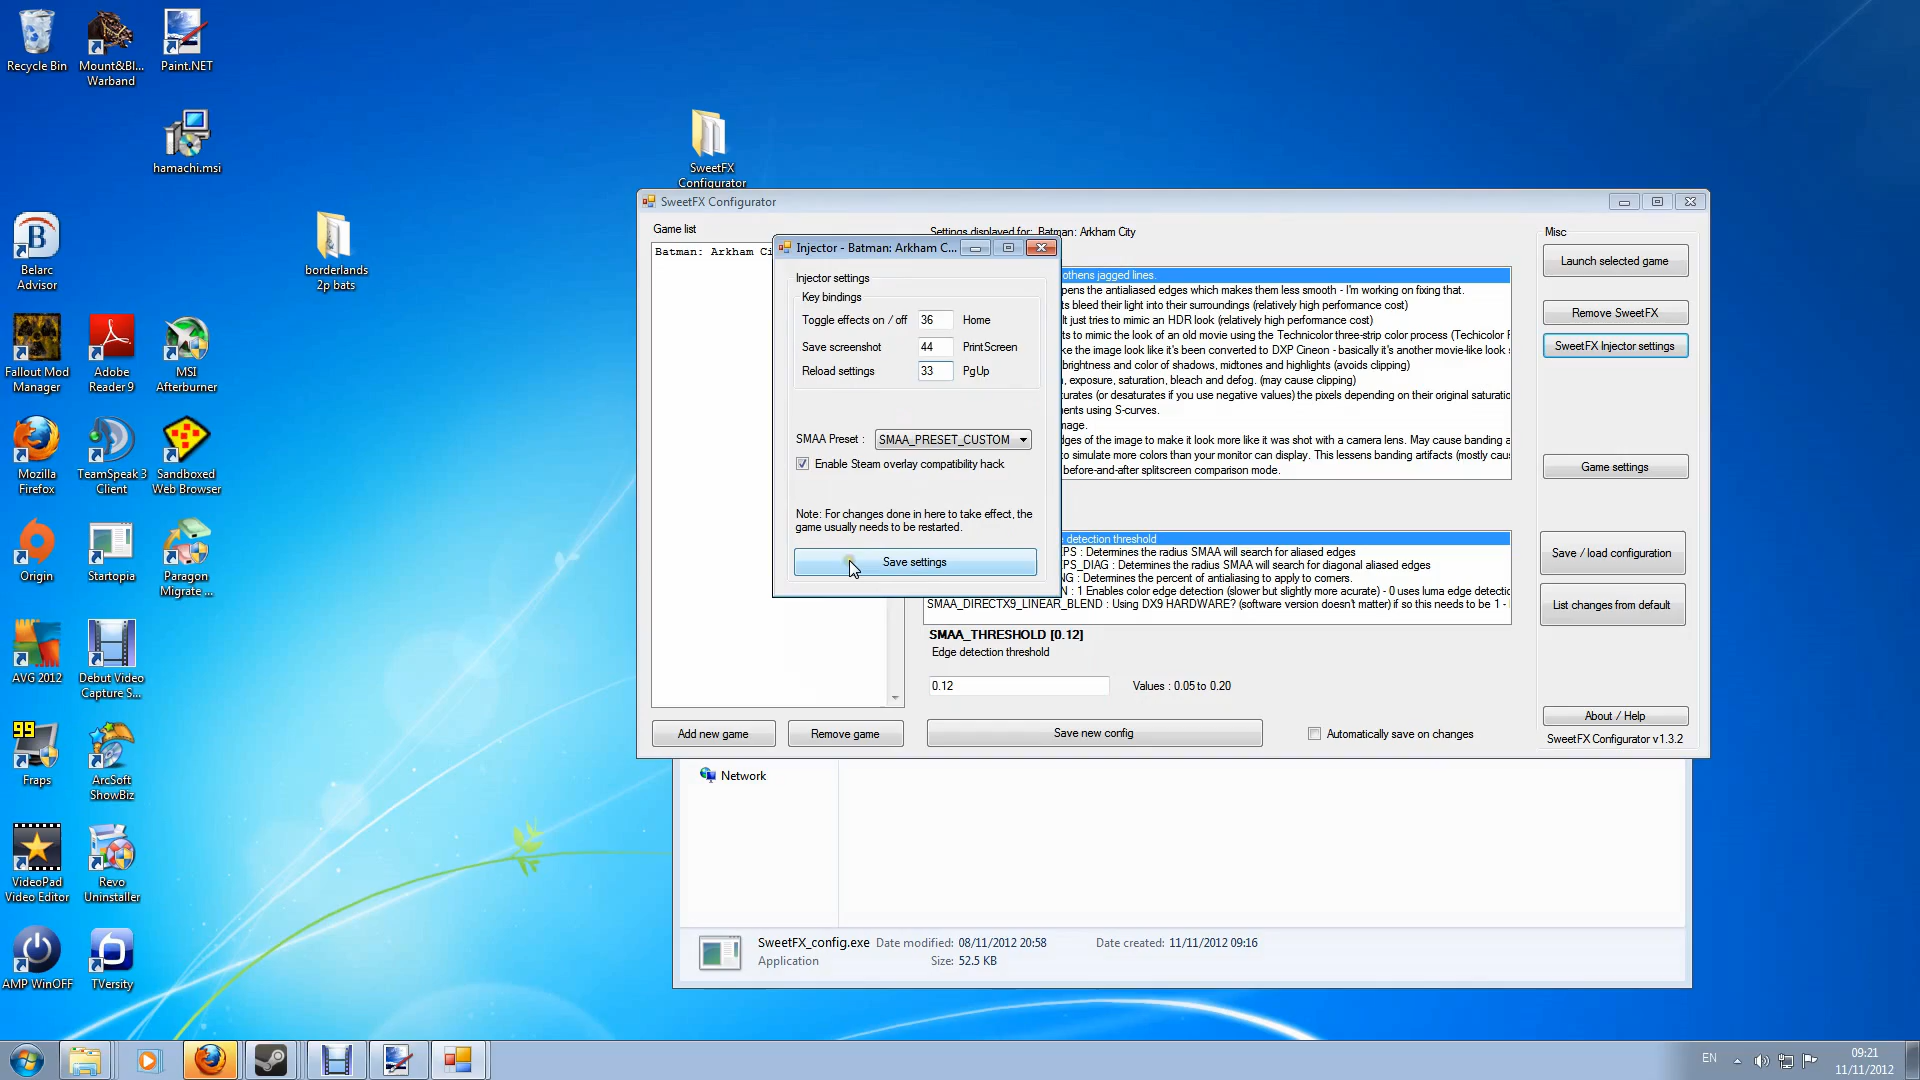 Recycle Bin
Mount&Bl...
Warband
Paint.NET
hamachi.msi
SweetFX
Configurator
Belarc
Advisor
borderlands
2p bats
Fallout Mod
Manager
Adobe
Reader 9
MSI
Afterburner
Mozilla
Firefox
TeamSpeak 3
Client
Sandboxed
Web Browser
Origin
Startopia
Paragon
Migrate ...
AVG 2012
Debut Video
Capture S...
99
Fraps
ArcSoft
ShowBiz
VideoPad
Video Editor
Revo
Uninstaller
AMP WinOFF
TVersity
SweetFX Configurator
Game list
Batman: Arkham Ci
Settings displayed for: Batman: Arkham City
Misc
Injector - Batman: Arkham C...
Injector settings
Key bindings
Toggle effects on / off 36 Home
Save screenshot 44 PrintScreen
Reload settings 33 PgUp
SMAA Preset : SMAA_PRESET_CUSTOM
Enable Steam overlay compatibility hack
Note: For changes done in here to take effect, the
game usually needs to be restarted.
Save settings
othens jagged lines.
pens the antialiased edges which makes them less smooth - I'm working on fixing that.
ts bleed their light into their surroundings (relatively high performance cost)
It just tries to mimic an HDR look (relatively high performance cost)
ts to mimic the look of an old movie using the Technicolor three-strip color process (Techicolor F
ke the image look like it's been converted to DXP Cineon - basically it's another movie-like look
brightness and color of shadows, midtones and highlights (avoids clipping)
, exposure, saturation, bleach and defog. (may cause clipping)
urates (or desaturates if you use negative values) the pixels depending on their original saturatio
ents using S-curves.
mage.
dges of the image to make it look more like it was shot with a camera lens. May cause banding a
to simulate more colors than your monitor can display. This lessens banding artifacts (mostly cau
before-and-after splitscreen comparison mode.
detection threshold
PS : Determines the radius SMAA will search for aliased edges
PS_DIAG : Determines the radius SMAA will search for diagonal aliased edges
NG : Determines the percent of antialiasing to apply to corners.
N : 1 Enables color edge detection (slower but slightly more acurate) - 0 uses luma edge detectio
SMAA_DIRECTX9_LINEAR_BLEND : Using DX9 HARDWARE? (software version doesn't matter) if so this needs to be 1 -
SMAA_THRESHOLD [0.12]
Edge detection threshold
0.12
Values : 0.05 to 0.20
Add new game
Remove game
Save new config
Automatically save on changes
Launch selected game
Remove SweetFX
SweetFX Injector settings
Game settings
Save / load configuration
List changes from default
About / Help
SweetFX Configurator v1.3.2
Network
SweetFX_config.exe Date modified: 08/11/2012 20:58 Date created: 11/11/2012 09:16
Application Size: 52.5 KB
EN
09:21
11/11/2012